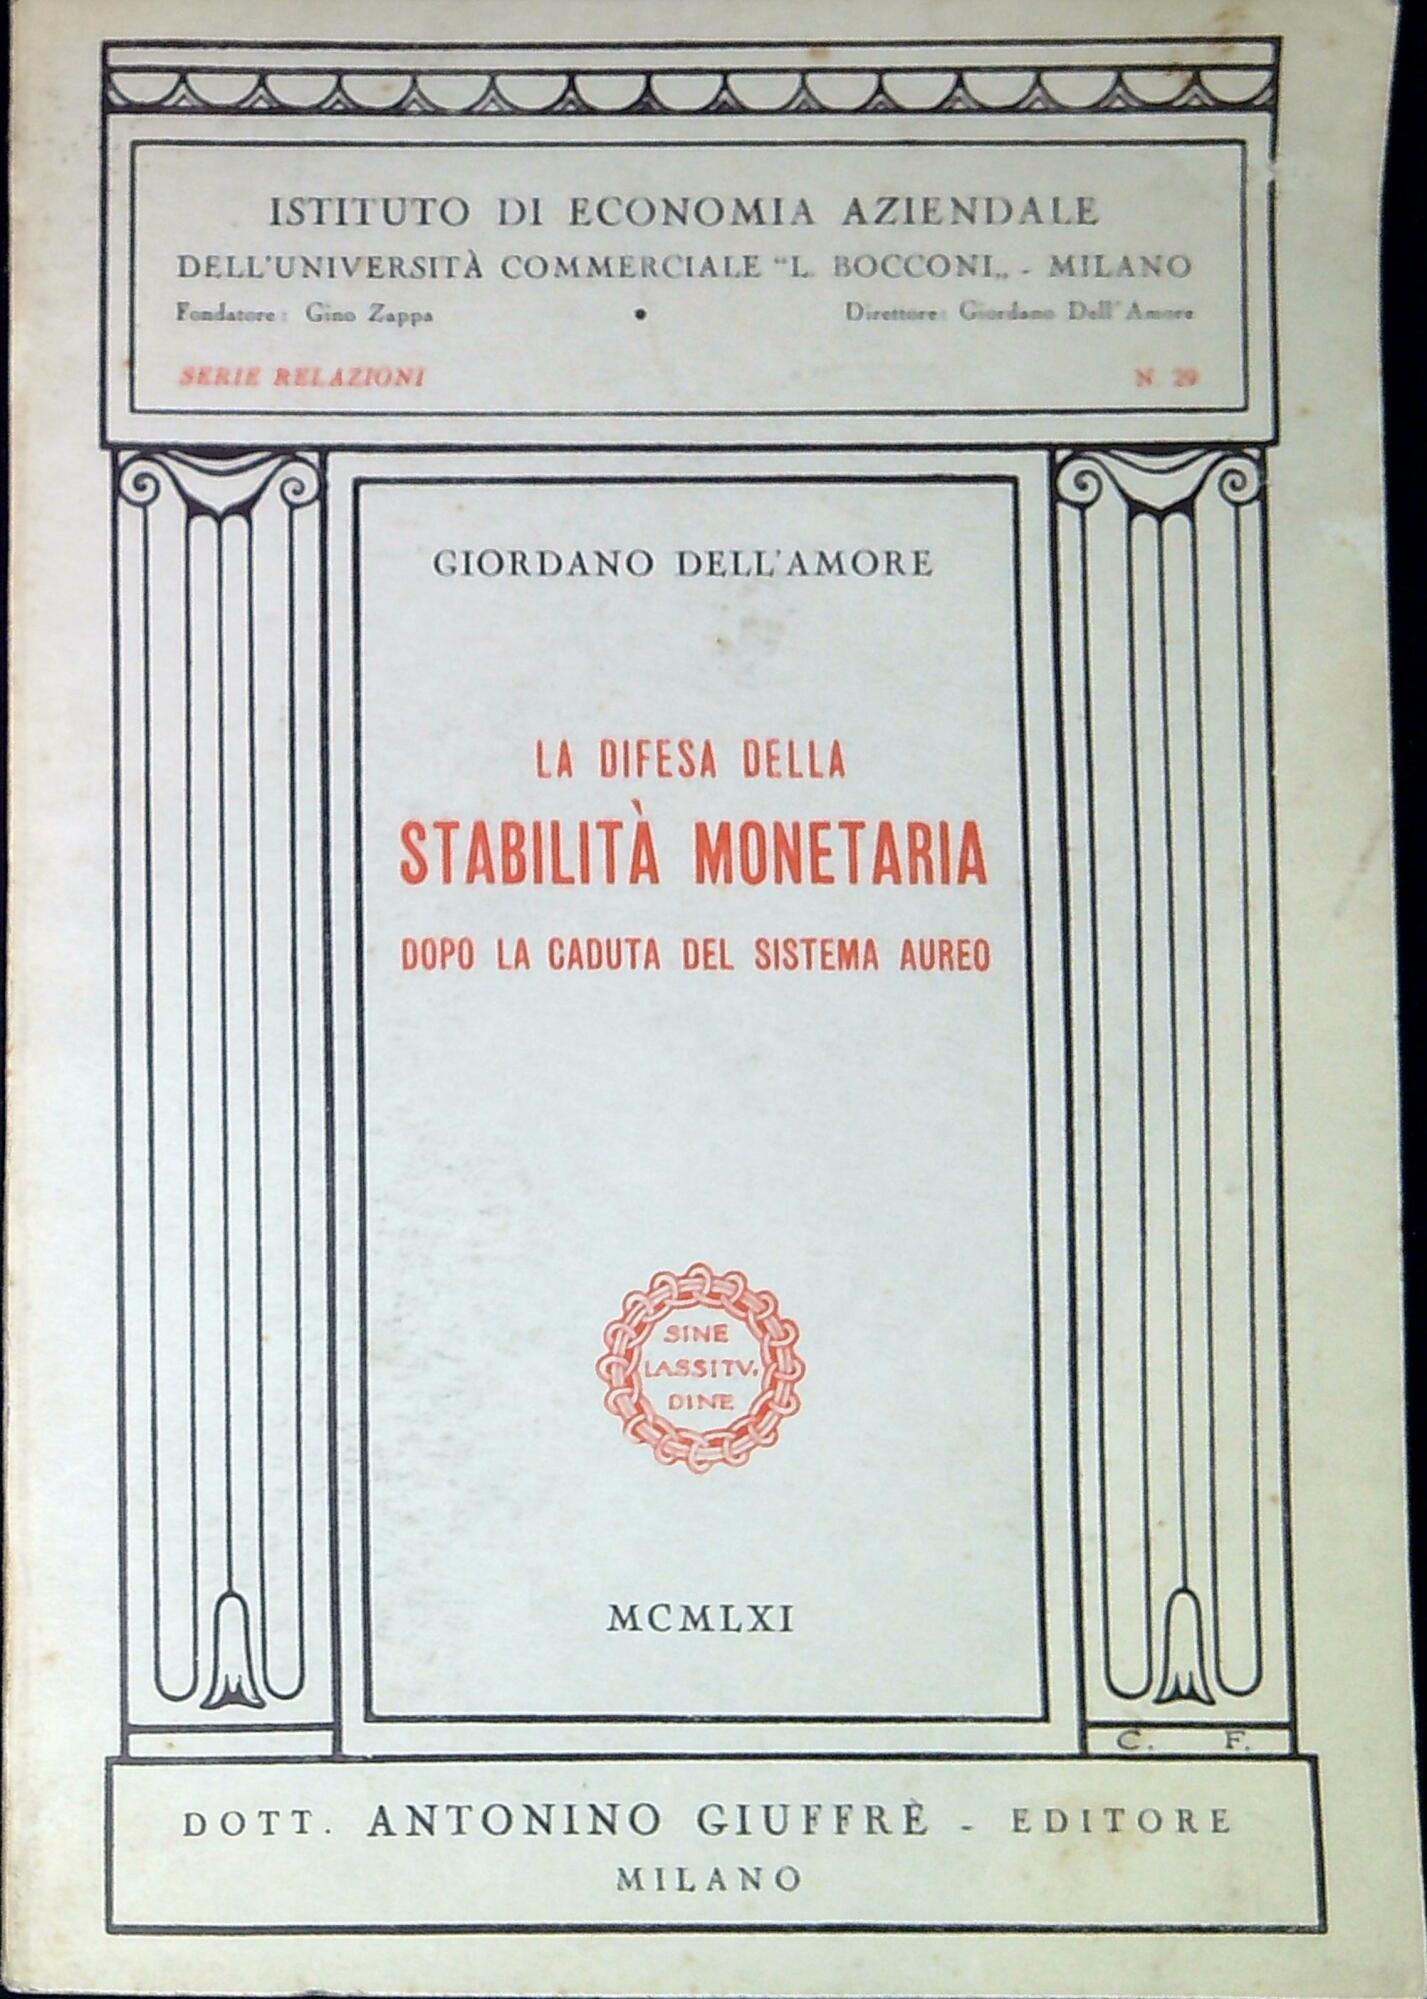 ISTITUTO DI ECONOMIA AZIENDALE
DELL'UNIVERSITÀ COMMERCIALE "L. BOCCONI„ - MILANO
Fondatore: Gino Zappa • Direttore: Giordano Dell'Amore
SERIE RELAZIONI N. 29
GIORDANO DELL'AMORE
LA DIFESA DELLA
STABILITÀ MONETARIA
DOPO LA CADUTA DEL SISTEMA AUREO
SINE
LASSITV.
DINE
MCMLXI
C. F.
DOTT. ANTONINO GIUFFRÈ - EDITORE
MILANO